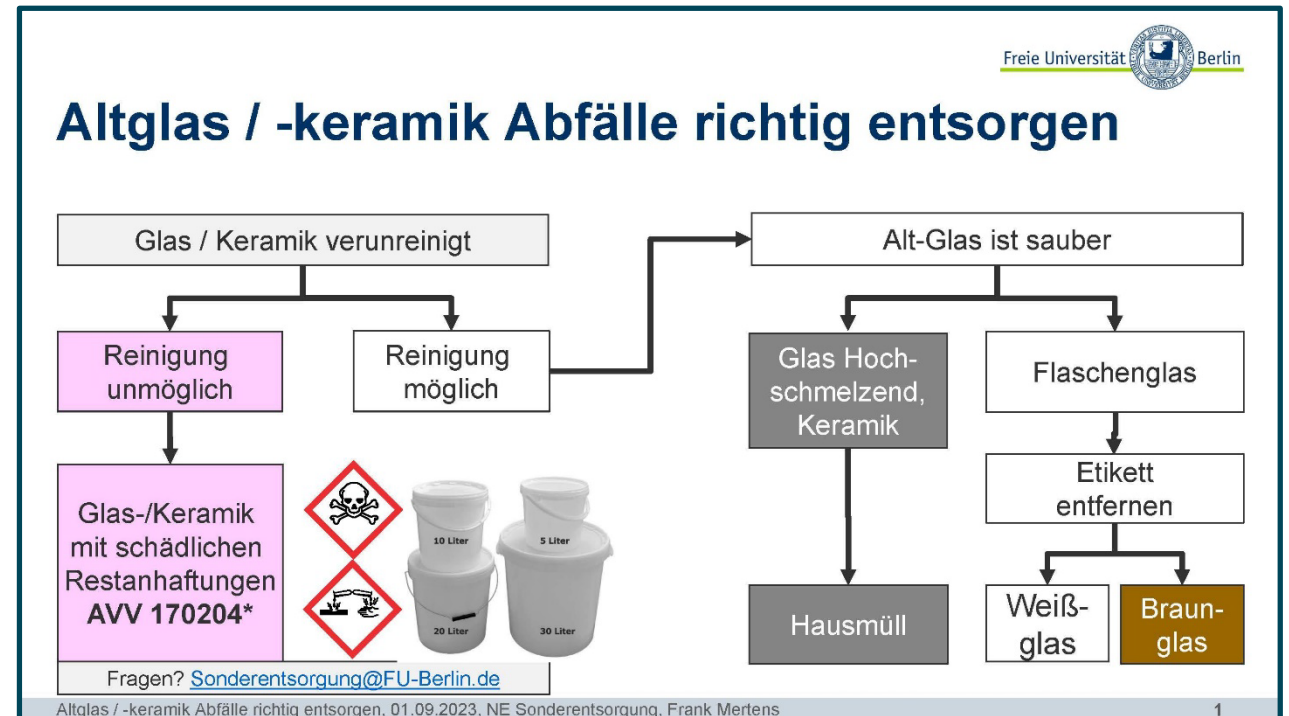 Freie Universität Berlin
Altglas / -keramik Abfälle richtig entsorgen
Glas / Keramik verunreinigt
Reinigung
unmöglich
Reinigung
möglich
Glas-/Keramik
mit schädlichen
Restanhaftungen
AVV 170204*
10 Liter
5 Liter
20 Liter
30 Liter
Fragen? Sonderentsorgung@FU-Berlin.de
Alt-Glas ist sauber
Glas Hoch-
schmelzend,
Keramik
Hausmüll
Flaschenglas
Etikett
entfernen
Weiß-
glas
Braun-
glas
Altglas / -keramik Abfälle richtig entsorgen, 01.09.2023, NE Sonderentsorgung, Frank Mertens
1